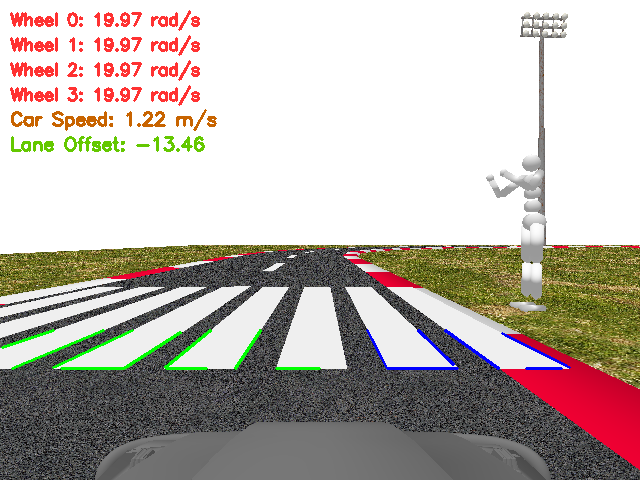 Wheel 0: 19.97 rad/s
Wheel 1: 19.97 rad/s
Wheel 2: 19.97 rad/s
Wheel 3: 19.97 rad/s
Car Speed: 1.22 m/s
Lane Offset: -13.46